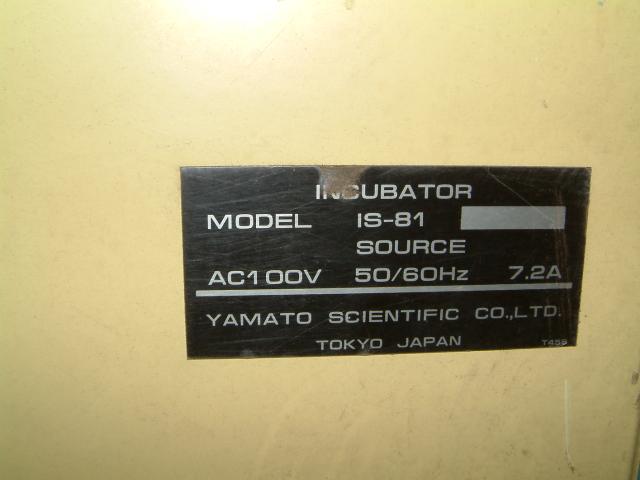 INCUBATOR
MODEL IS-81
SOURCE
AC100V 50/60Hz 7.2A
YAMATO SCIENTIFIC CO.,LTD.
TOKYO JAPAN